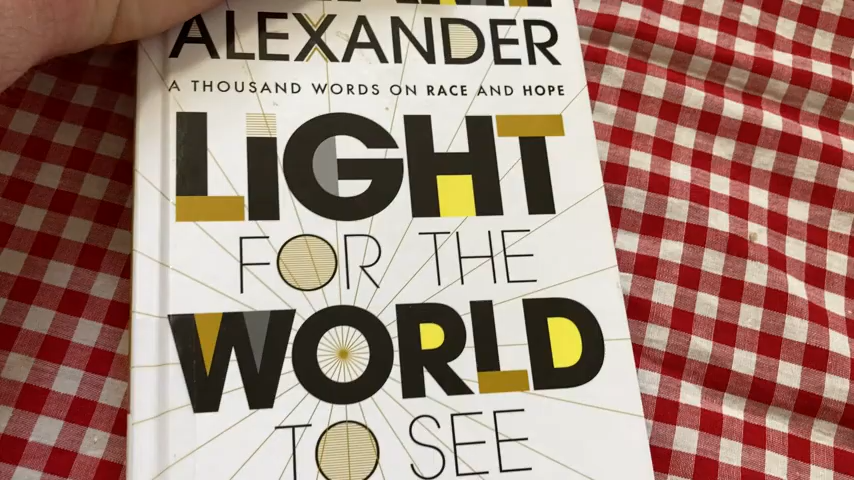 ALEXANDER
A THOUSAND WORDS ON RACE AND HOPE
LIGHT
FOR THE
WORLD
TO SEE